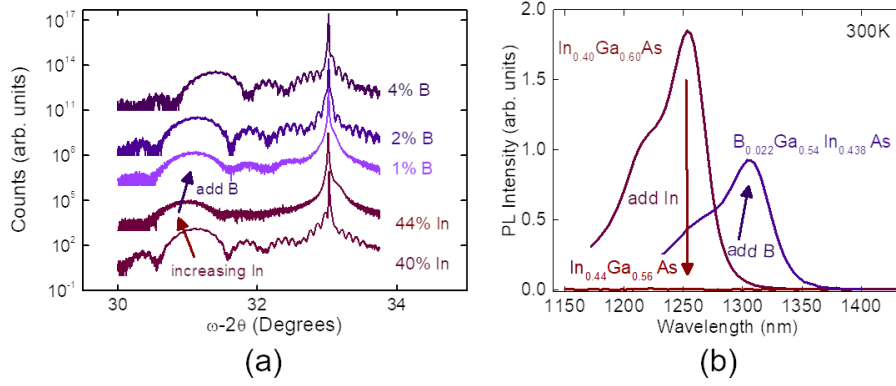 10^17
10^14
10^11
10^8
10^5
10^2
10^-1
Counts (arb. units)
4% B
2% B
1% B
add B
44% In
40% In
increasing In
30
32
34
ω-2θ (Degrees)
(a)
2.0
1.5
1.0
0.5
0.0
PL Intensity (arb. units)
300K
In0.40Ga0.60As
B0.022Ga0.54In0.438As
add In
add B
In0.44Ga0.56As
1150
1200
1250
1300
1350
1400
Wavelength (nm)
(b)